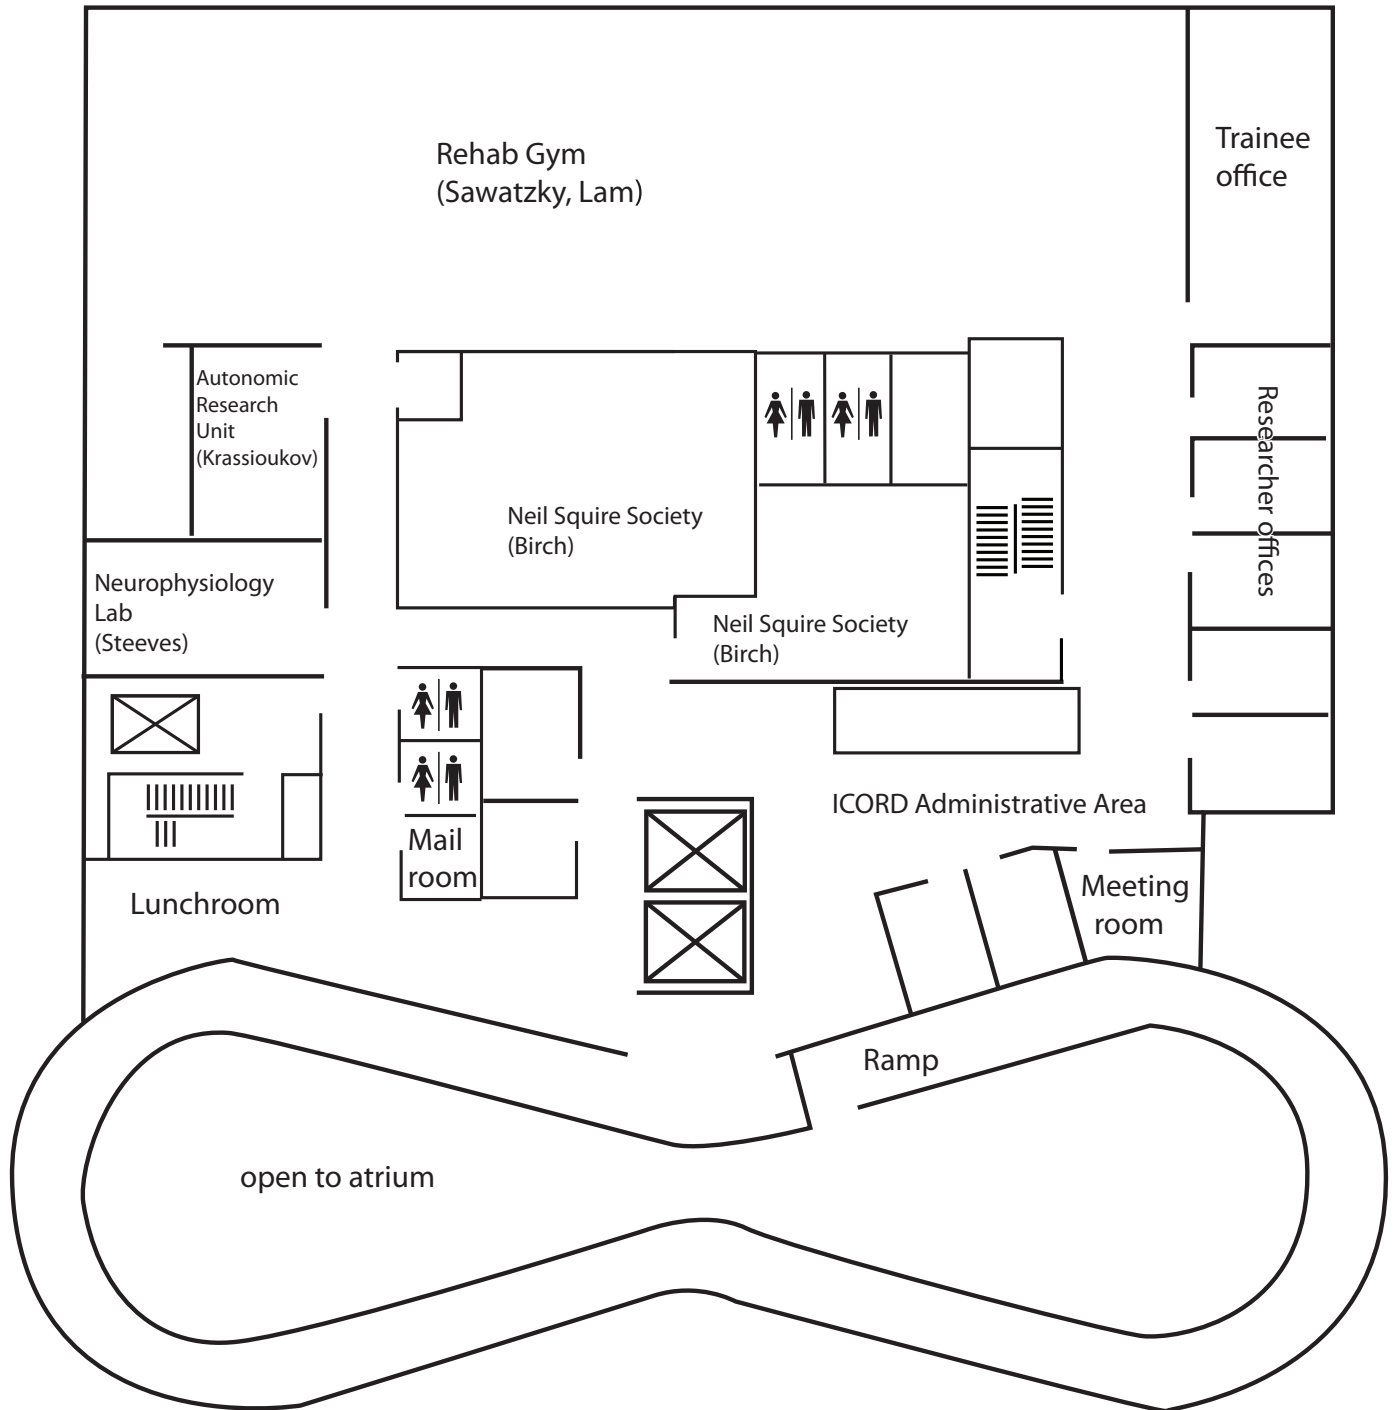 Rehab Gym
(Sawatzky, Lam)
Trainee
office
Autonomic
Research
Unit
(Krassioukov)
Researcher offices
Neil Squire Society
(Birch)
Neurophysiology
Lab
(Steeves)
Neil Squire Society
(Birch)
ICORD Administrative Area
Mail
room
Lunchroom
Meeting
room
Ramp
open to atrium